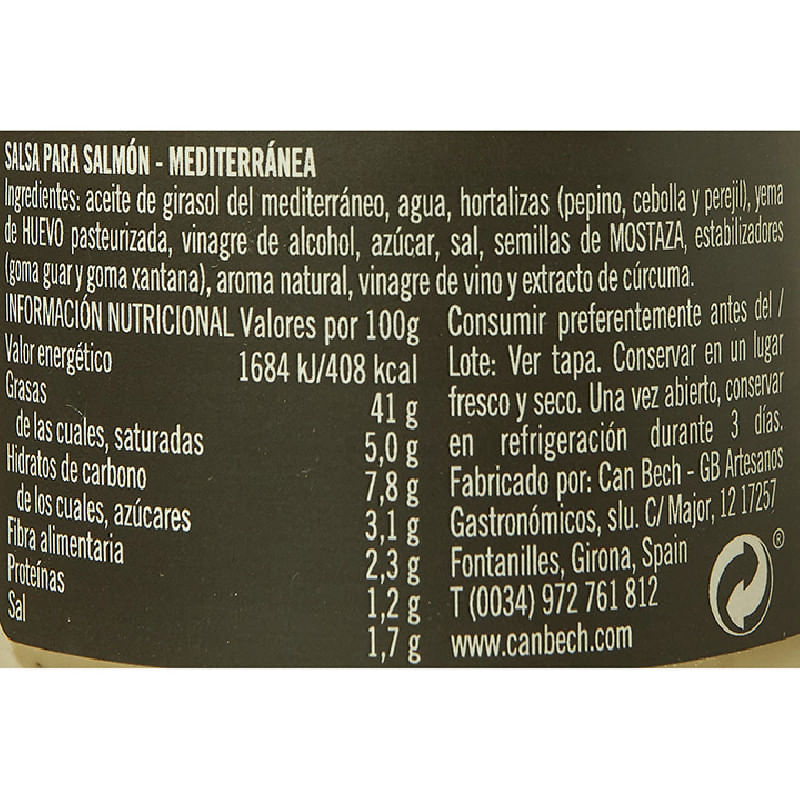 SALSA PARA SALMÓN - MEDITERRÁNEA
Ingredientes: aceite de girasol del mediterráneo, agua, hortalizas (pepino, cebolla y perejil), yema
de HUEVO pasteurizada, vinagre de alcohol, azúcar, sal, semillas de MOSTAZA, estabilizadores
(goma guar y goma xantana), aroma natural, vinagre de vino y extracto de cúrcuma.
INFORMACIÓN NUTRICIONAL Valores por 100g
Valor energético 1684 kJ/408 kcal
Grasas 41 g
de las cuales, saturadas 5,0 g
Hidratos de carbono 7,8 g
de los cuales, azúcares 3,1 g
Fibra alimentaria 2,3 g
Proteínas 1,2 g
Sal 1,7 g
Consumir preferentemente antes del /
Lote: Ver tapa. Conservar en un lugar
fresco y seco. Una vez abierto, conservar
en refrigeración durante 3 días.
Fabricado por: Can Bech - GB Artesanos
Gastronómicos, slu. C/ Major, 12 17257
Fontanilles, Girona, Spain
T (0034) 972 761 812
www.canbech.com
®